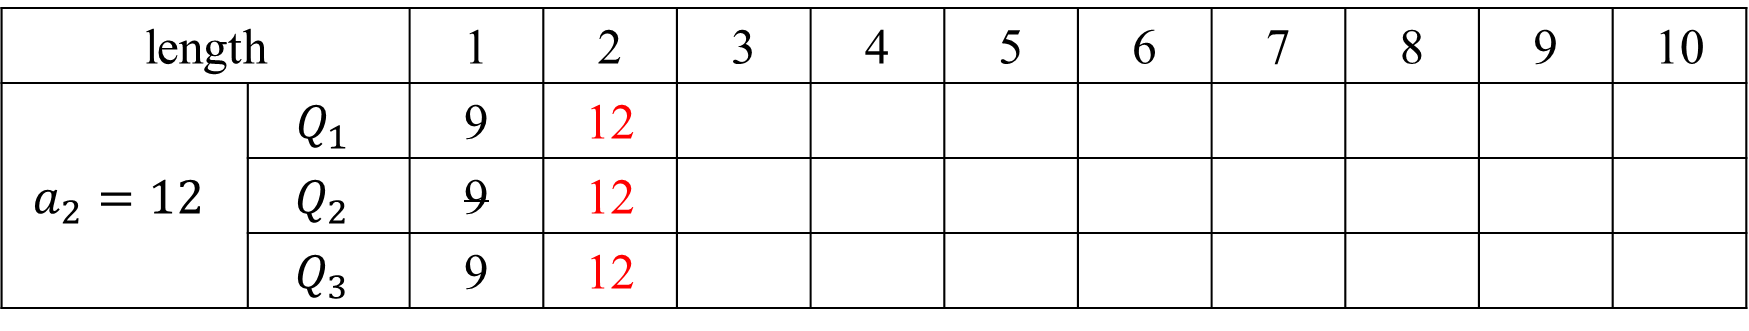 length 1 2 3 4 5 6 7 8 9 10
Q₁ 9 12
a₂ = 12 Q₂ 9 12
Q₃ 9 12